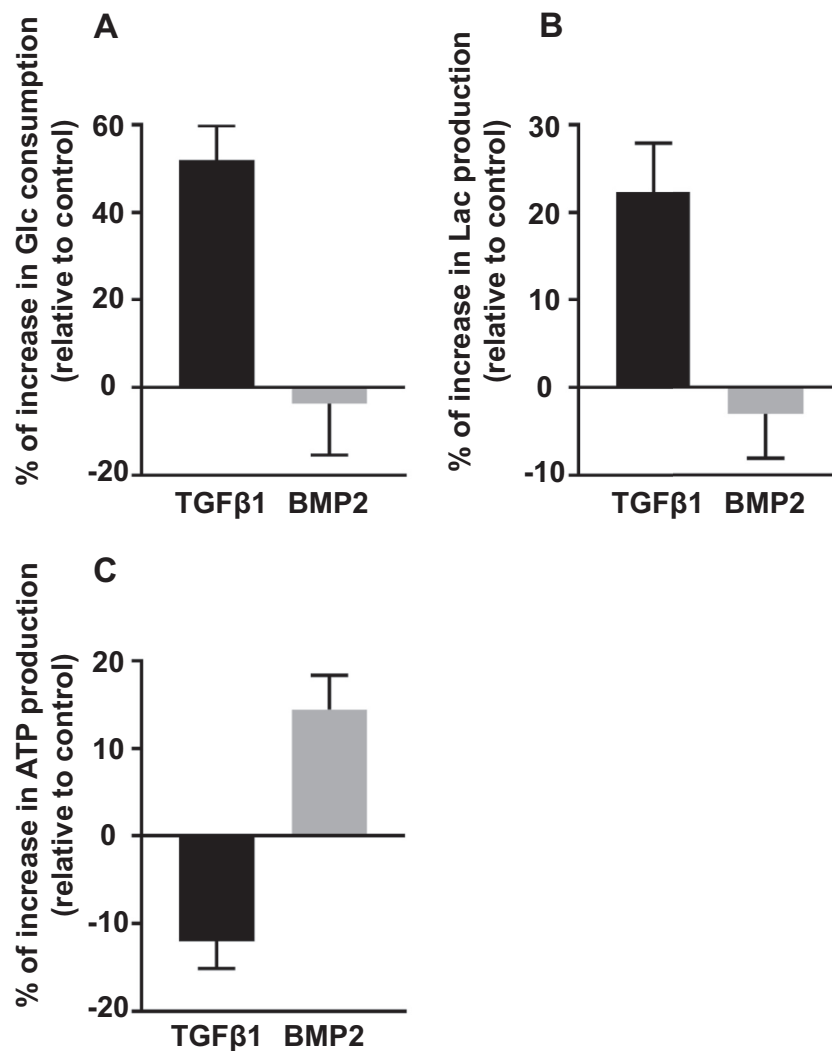 A
% of increase in Glc consumption
(relative to control)
60
40
20
0
-20
TGFβ1 BMP2
B
% of increase in Lac production
(relative to control)
30
20
10
0
-10
TGFβ1 BMP2
C
% of increase in ATP production
(relative to control)
20
10
0
-10
-20
TGFβ1 BMP2